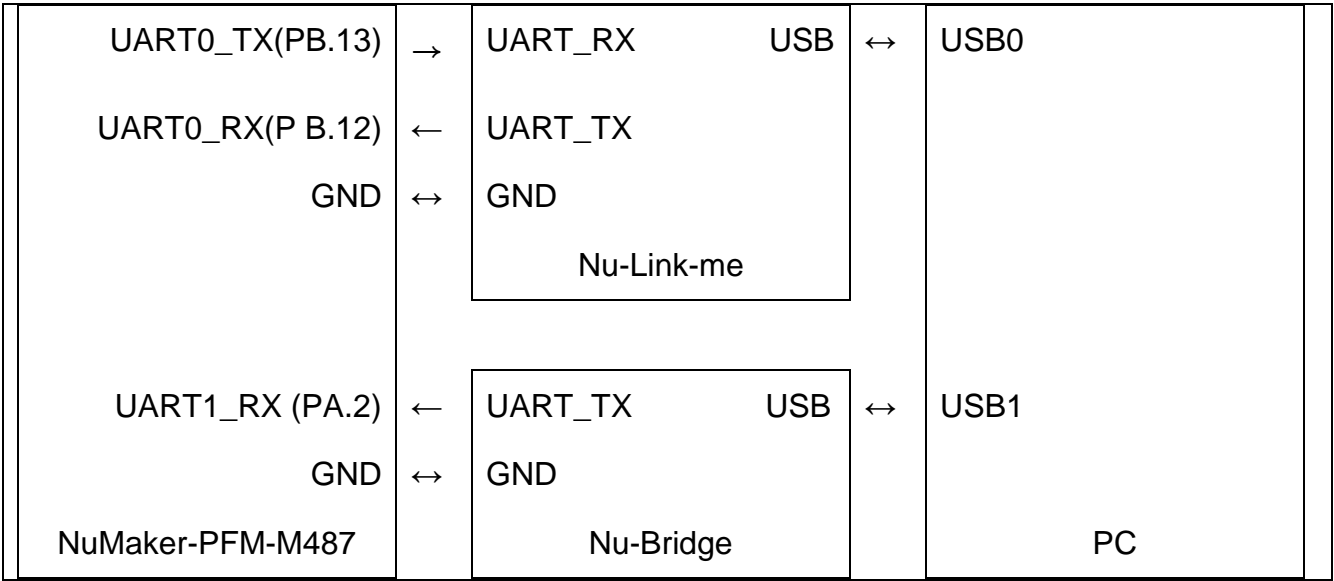 UART0_TX(PB.13) → UART_RX USB ↔ USB0
UART0_RX(P B.12) ← UART_TX
GND ↔ GND
Nu-Link-me
UART1_RX (PA.2) ← UART_TX USB ↔ USB1
GND ↔ GND
NuMaker-PFM-M487 Nu-Bridge PC